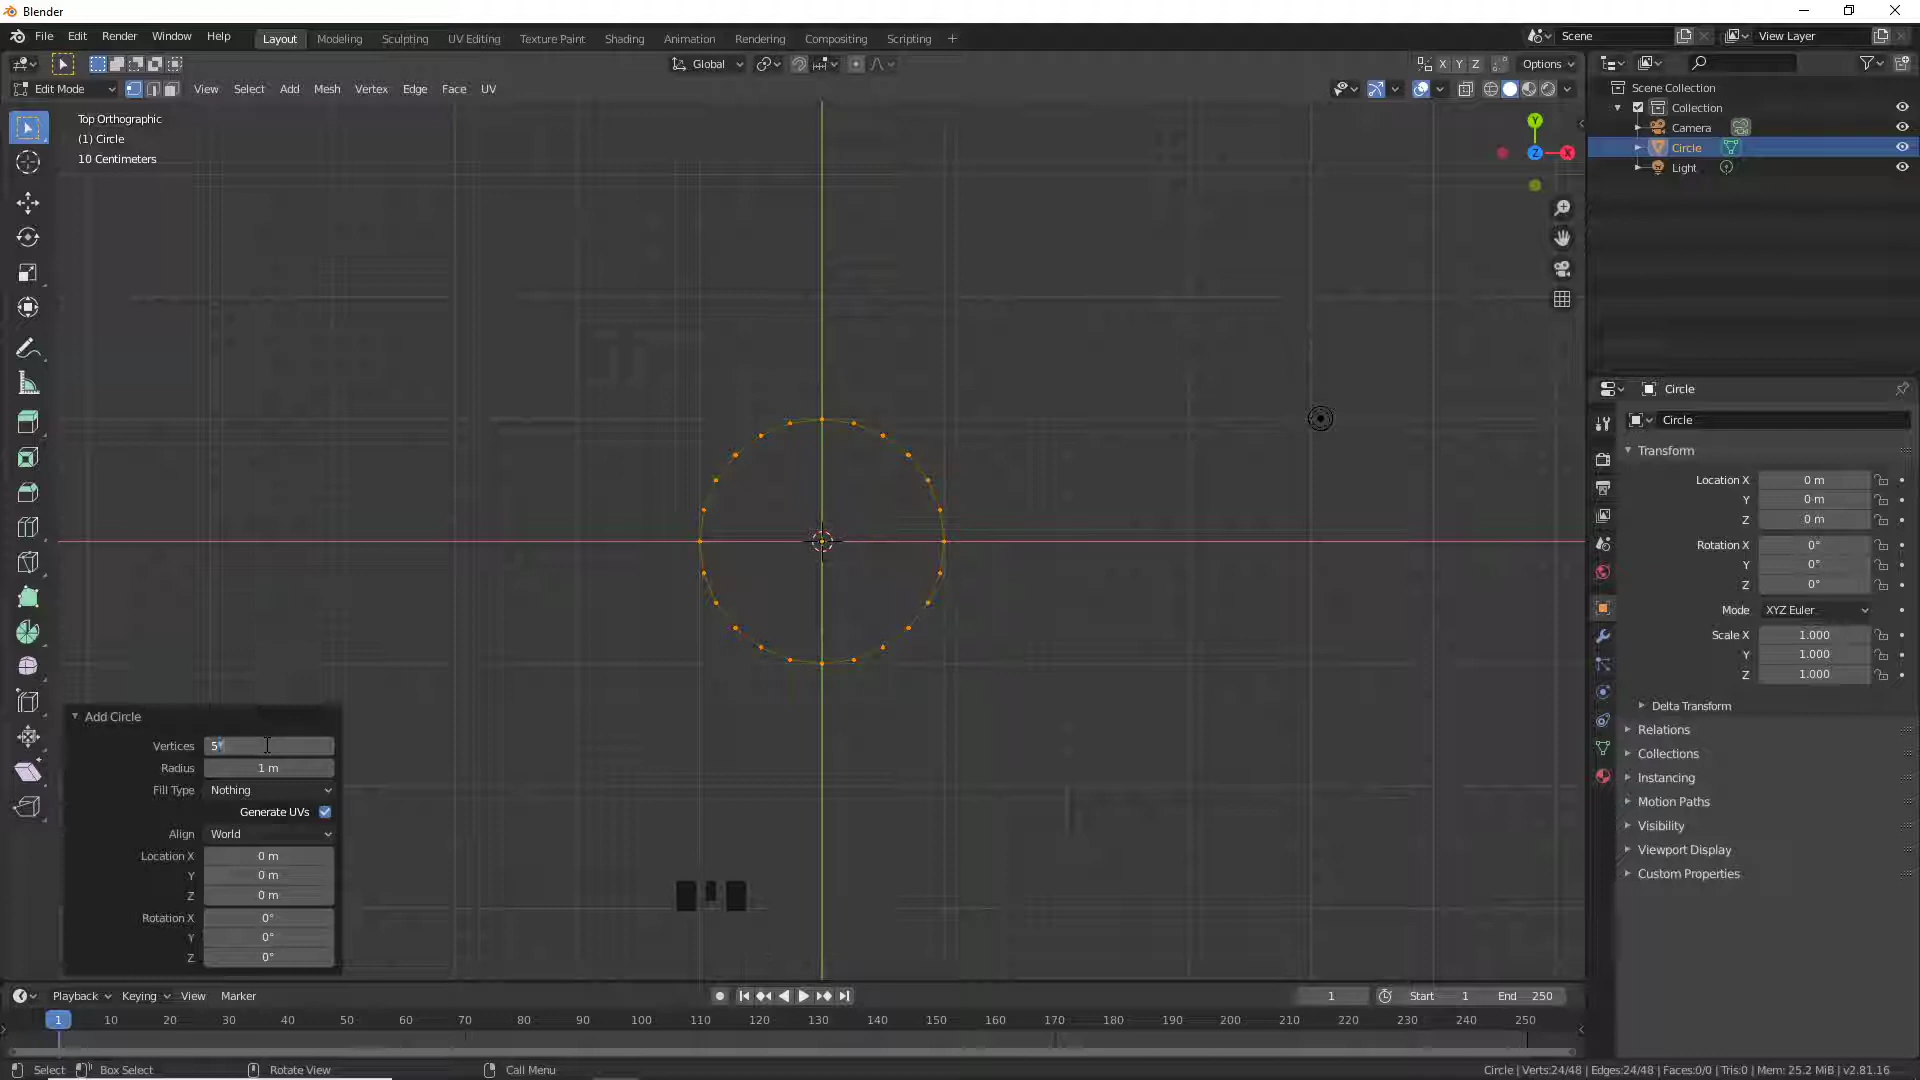 Blender
File Edit Render Window Help
Layout Modeling Sculpting UV Editing Texture Paint Shading Animation Rendering Compositing Scripting +
Scene
View Layer
Global
X Y Z
Options
Edit Mode
View Select Add Mesh Vertex Edge Face UV
Top Orthographic
(1) Circle
10 Centimeters
Y
Z
X
Scene Collection
Collection
Camera
Circle
Light
Circle
Circle
Transform
Location X 0 m
Y 0 m
Z 0 m
Rotation X 0°
Y 0°
Z 0°
Mode XYZ Euler
Scale X 1.000
Y 1.000
Z 1.000
Delta Transform
Relations
Collections
Instancing
Motion Paths
Visibility
Viewport Display
Custom Properties
Add Circle
Vertices
Radius 1 m
Fill Type Nothing
Generate UVs
Align World
Location X 0 m
Y 0 m
Z 0 m
Rotation X 0°
Y 0°
Z 0°
Playback Keying View Marker
1
Start 1
End 250
1 10 20 30 40 50 60 70 80 90 100 110 120 130 140 150 160 170 180 190 200 210 220 230 240 250
Select Box Select Rotate View Call Menu
Circle | Verts:24/48 | Edges:24/48 | Faces:0/0 | Tris:0 | Mem: 25.2 MiB | v2.81.16